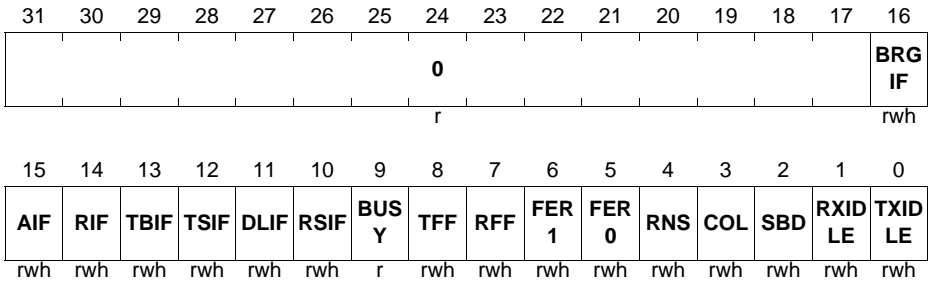 31 30 29 28 27 26 25 24 23 22 21 20 19 18 17 16
0 BRG IF
r rwh
15 14 13 12 11 10 9 8 7 6 5 4 3 2 1 0
AIF RIF TBIF TSIF DLIF RSIF BUS Y TFF RFF FER 1 FER 0 RNS COL SBD RXID LE TXID LE
rwh rwh rwh rwh rwh rwh r rwh rwh rwh rwh rwh rwh rwh rwh rwh